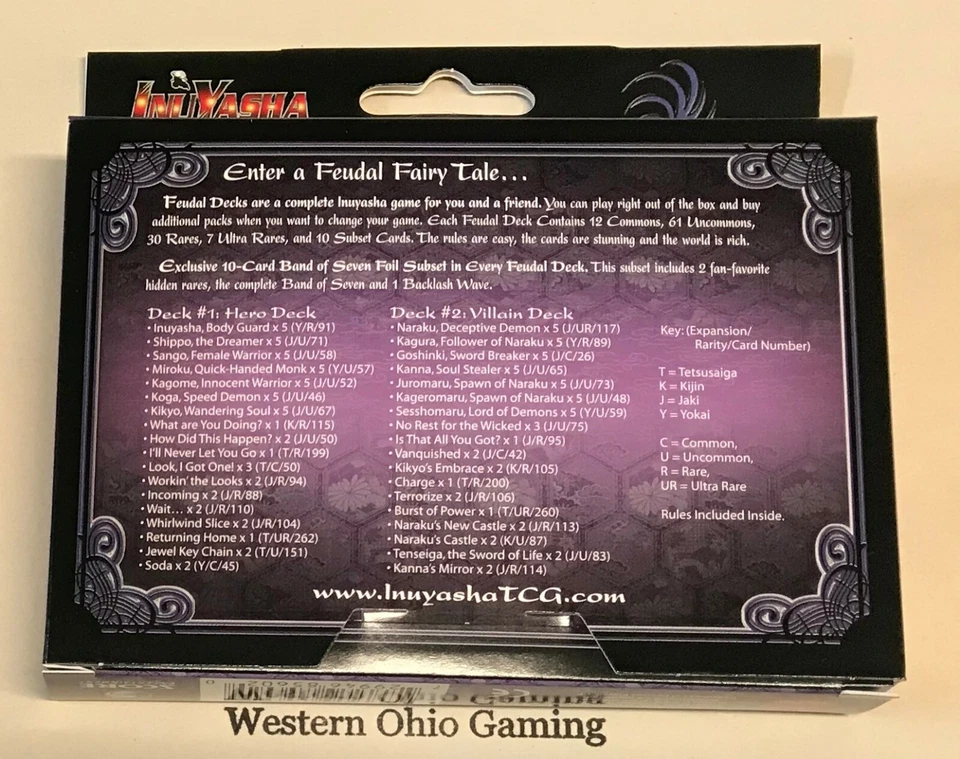 InuYasha
Enter a Feudal Fairy Tale...
Feudal Decks are a complete Inuyasha game for you and a friend. You can play right out of the box and buy
additional packs when you want to change your game. Each Feudal Deck Contains 12 Commons, 61 Uncommons,
30 Rares, 7 Ultra Rares, and 10 Subset Cards. The rules are easy, the cards are stunning and the world is rich.
Exclusive 10-Card Band of Seven Foil Subset in Every Feudal Deck. This subset includes 2 fan-favorite
hidden rares, the complete Band of Seven and 1 Backlash Wave.
Deck #1: Hero Deck
• Inuyasha, Body Guard x 5 (Y/R/91)
• Shippo, the Dreamer x 5 (J/U/71)
• Sango, Female Warrior x 5 (J/U/58)
• Miroku, Quick-Handed Monk x 5 (Y/U/57)
• Kagome, Innocent Warrior x 5 (J/U/52)
• Koga, Speed Demon x 5 (J/U/46)
• Kikyo, Wandering Soul x 5 (J/U/67)
• What are You Doing? x 1 (K/R/115)
• How Did This Happen? x 2 (J/U/50)
• I'll Never Let You Go x 1 (T/R/199)
• Look, I Got One! x 3 (T/C/50)
• Workin' the Looks x 2 (J/R/94)
• Incoming x 2 (J/R/88)
• Wait... x 2 (J/R/110)
• Whirlwind Slice x 2 (J/R/104)
• Returning Home x 1 (T/UR/262)
• Jewel Key Chain x 2 (T/U/151)
• Soda x 2 (Y/C/45)
Deck #2: Villain Deck
• Naraku, Deceptive Demon x 5 (J/UR/117)
• Kagura, Follower of Naraku x 5 (Y/R/89)
• Goshinki, Sword Breaker x 5 (J/C/26)
• Kanna, Soul Stealer x 5 (J/U/65)
• Juromaru, Spawn of Naraku x 5 (J/U/73)
• Kageromaru, Spawn of Naraku x 5 (J/U/48)
• Sesshomaru, Lord of Demons x 5 (Y/U/59)
• No Rest for the Wicked x 3 (J/U/75)
• Is That All You Got? x 1 (J/R/95)
• Vanquished x 2 (J/C/42)
• Kikyo's Embrace x 2 (K/R/105)
• Charge x 1 (T/R/200)
• Terrorize x 2 (J/R/106)
• Burst of Power x 1 (T/UR/260)
• Naraku's New Castle x 2 (J/R/113)
• Naraku's Castle x 2 (K/U/87)
• Tenseiga, the Sword of Life x 2 (J/U/83)
• Kanna's Mirror x 2 (J/R/114)
Key: (Expansion/
Rarity/Card Number)
T = Tetsusaiga
K = Kijin
J = Jaki
Y = Yokai
C = Common,
U = Uncommon,
R = Rare,
UR = Ultra Rare
Rules Included Inside.
www.InuyashaTCG.com
Western Ohio Gaming